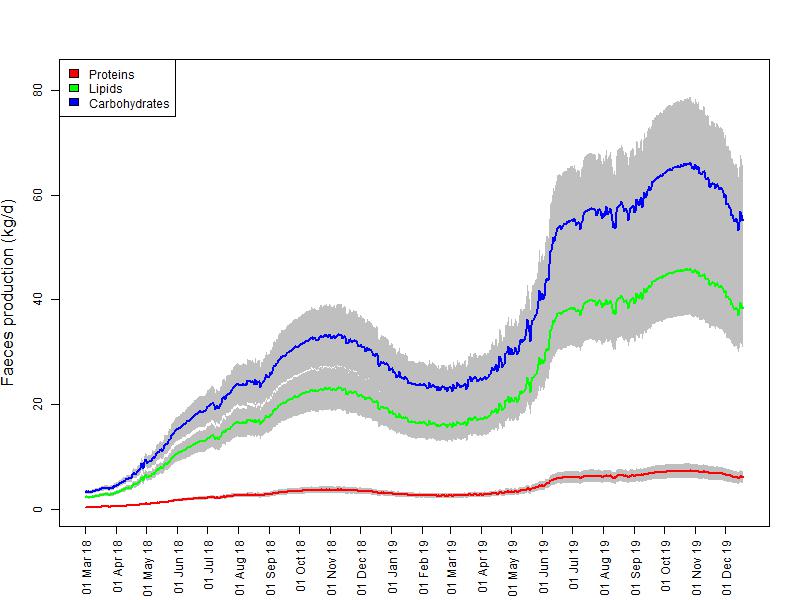 Proteins
Lipids
Carbohydrates
Faeces production (kg/d)
80
60
40
20
0
01 Mar 18
01 Apr 18
01 May 18
01 Jun 18
01 Jul 18
01 Aug 18
01 Sep 18
01 Oct 18
01 Nov 18
01 Dec 18
01 Jan 19
01 Feb 19
01 Mar 19
01 Apr 19
01 May 19
01 Jun 19
01 Jul 19
01 Aug 19
01 Sep 19
01 Oct 19
01 Nov 19
01 Dec 19